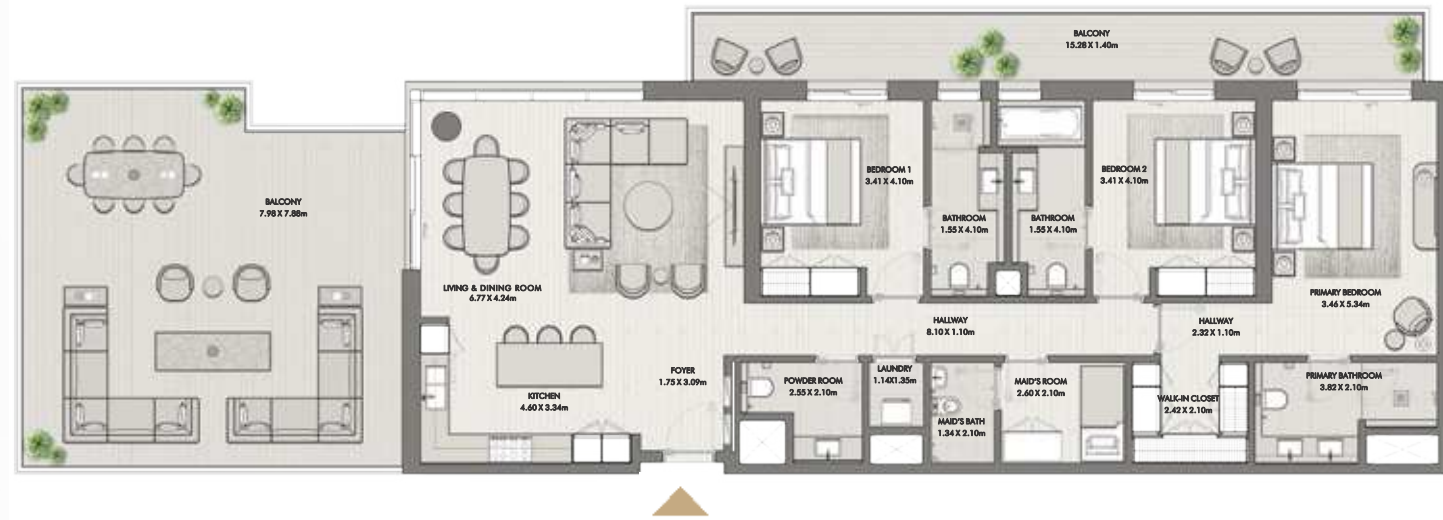 BALCONY
15.28 X 1.40m
BALCONY
7.98 X 7.88m
BEDROOM 1
3.41 X 4.10m
BEDROOM 2
3.41 X 4.10m
BATHROOM
1.55 X 4.10m
BATHROOM
1.55 X 4.10m
LIVING & DINING ROOM
6.77 X 4.24m
PRIMARY BEDROOM
3.46 X 5.34m
HALLWAY
8.10 X 1.10m
HALLWAY
2.32 X 1.10m
FOYER
1.75 X 3.09m
KITCHEN
4.60 X 3.34m
POWDER ROOM
2.55 X 2.10m
LAUNDRY
1.14X1.35m
MAID'S ROOM
2.60 X 2.10m
MAID'S BATH
1.34 X 2.10m
WALK-IN CLOSET
2.42 X 2.10m
PRIMARY BATHROOM
3.82 X 2.10m